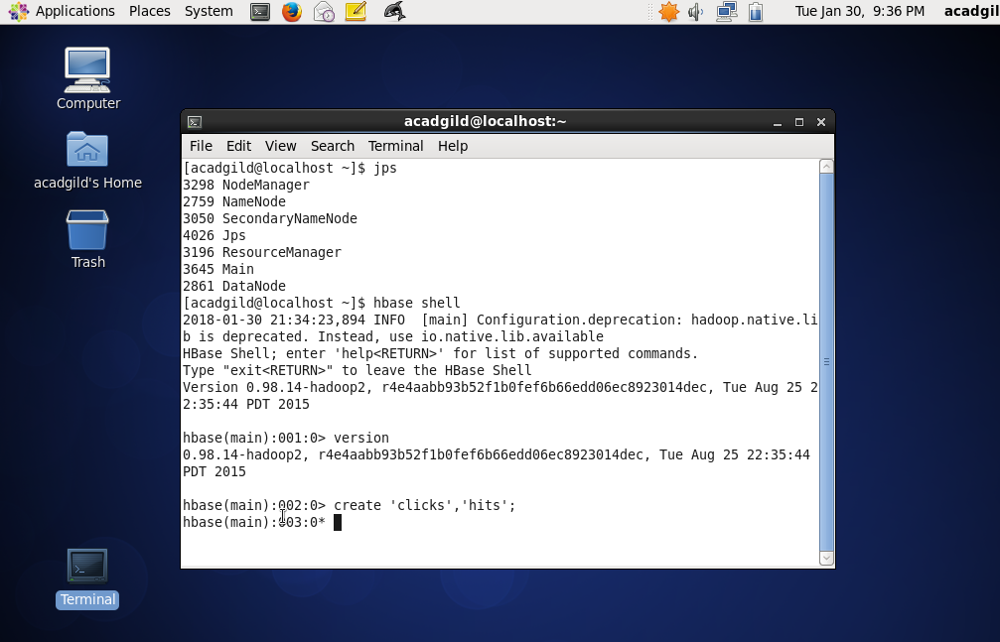 Applications Places System
Tue Jan 30, 9:36 PM acadgil
Computer
acadgild's Home
Trash
Terminal
acadgild@localhost:~
File Edit View Search Terminal Help
[acadgild@localhost ~]$ jps
3298 NodeManager
2759 NameNode
3050 SecondaryNameNode
4026 Jps
3196 ResourceManager
3645 Main
2861 DataNode
[acadgild@localhost ~]$ hbase shell
2018-01-30 21:34:23,894 INFO  [main] Configuration.deprecation: hadoop.native.li
b is deprecated. Instead, use io.native.lib.available
HBase Shell; enter 'help<RETURN>' for list of supported commands.
Type "exit<RETURN>" to leave the HBase Shell
Version 0.98.14-hadoop2, r4e4aabb93b52f1b0fef6b66edd06ec8923014dec, Tue Aug 25 2
2:35:44 PDT 2015
hbase(main):001:0> version
0.98.14-hadoop2, r4e4aabb93b52f1b0fef6b66edd06ec8923014dec, Tue Aug 25 22:35:44
PDT 2015
hbase(main):002:0> create 'clicks','hits';
hbase(main):003:0*